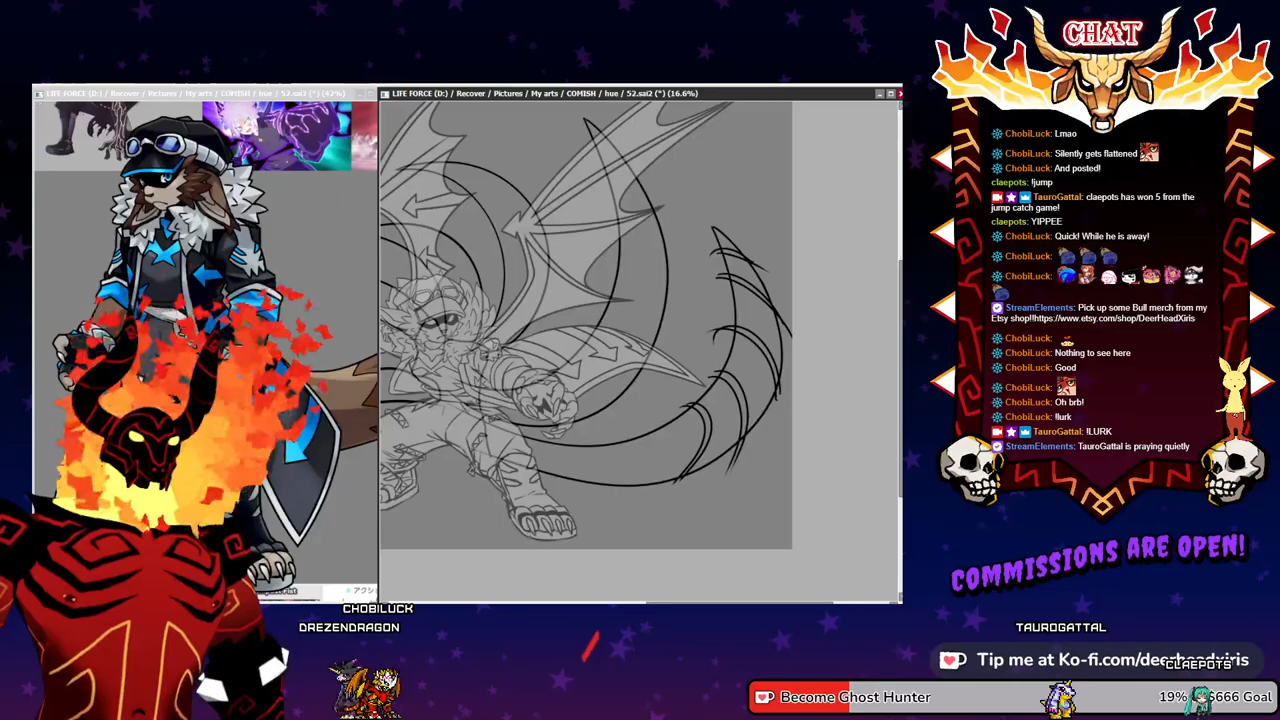 LIFE FORCE (D:) / Recover / Pictures / My arts / COMISH / hue / 52.sai2 (*) (42%)
LIFE FORCE (D:) / Recover / Pictures / My arts / COMISH / hue / 52.sai2 (*) (16.6%)
CHAT
ChobiLuck: Lmao
ChobiLuck: Silently gets flattened
ChobiLuck: And posted!
claepots: !jump
TauroGattal: claepots has won 5 from the
jump catch game!
claepots: YIPPEE
ChobiLuck: Quick! While he is away!
ChobiLuck:
ChobiLuck:
StreamElements: Pick up some Bull merch from my
Etsy shop!!https://www.etsy.com/shop/DeerHeadXiris
ChobiLuck:
ChobiLuck: Nothing to see here
ChobiLuck: Good
ChobiLuck:
ChobiLuck: Oh brb!
ChobiLuck: !lurk
TauroGattal: !LURK
StreamElements: TauroGattal is praying quietly
COMMISSIONS ARE OPEN!
アクショ
CHOBILUCK
DREZENDRAGON
TAUROGATTAL
Tip me at Ko-fi.com/deerheadxiris
CLAEPOTS
Become Ghost Hunter
19%
$666 Goal